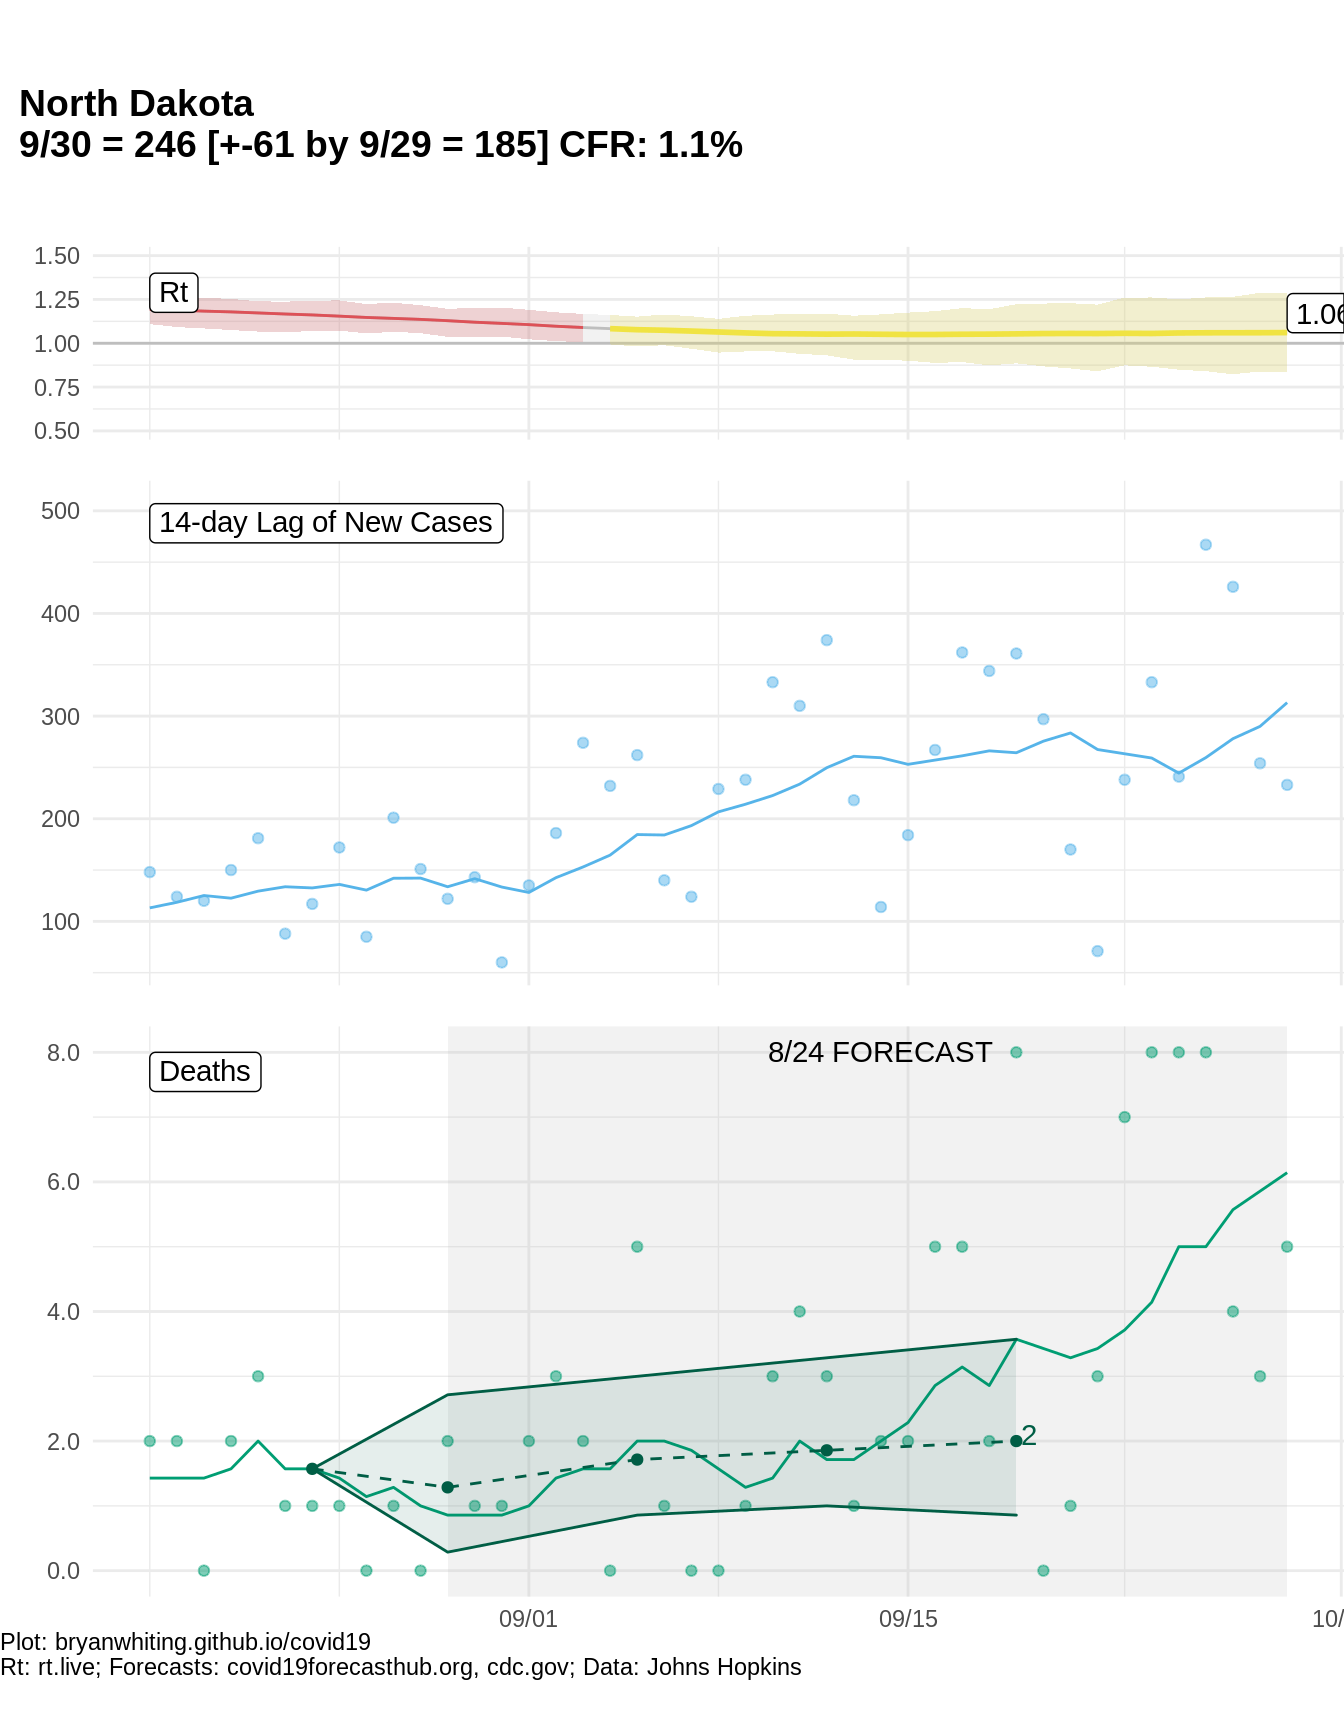 North Dakota
9/30 = 246 [+-61 by 9/29 = 185] CFR: 1.1%
1.50
1.25
1.00
0.75
0.50
Rt
1.06
500
400
300
200
100
14-day Lag of New Cases
8.0
6.0
4.0
2.0
0.0
Deaths
8/24 FORECAST
2
09/01
09/15
10/
Plot: bryanwhiting.github.io/covid19
Rt: rt.live; Forecasts: covid19forecasthub.org, cdc.gov; Data: Johns Hopkins